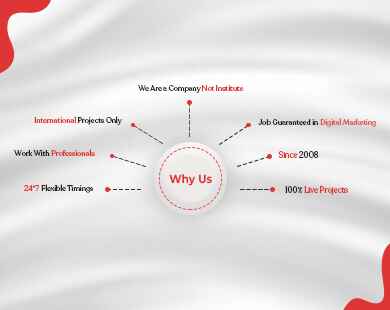 We Are a Company Not Institute
International Projects Only
Job Guaranteed in Digital Marketing
Work With Professionals
Since 2008
Why Us
24*7 Flexible Timings
100% Live Projects